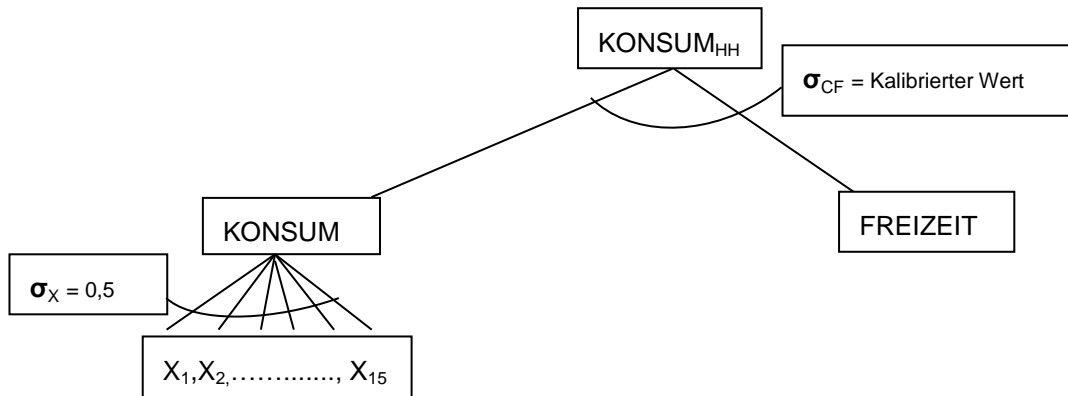 KONSUMHH
σCF = Kalibrierter Wert
KONSUM
FREIZEIT
σX = 0,5
X1,X2,……......., X15